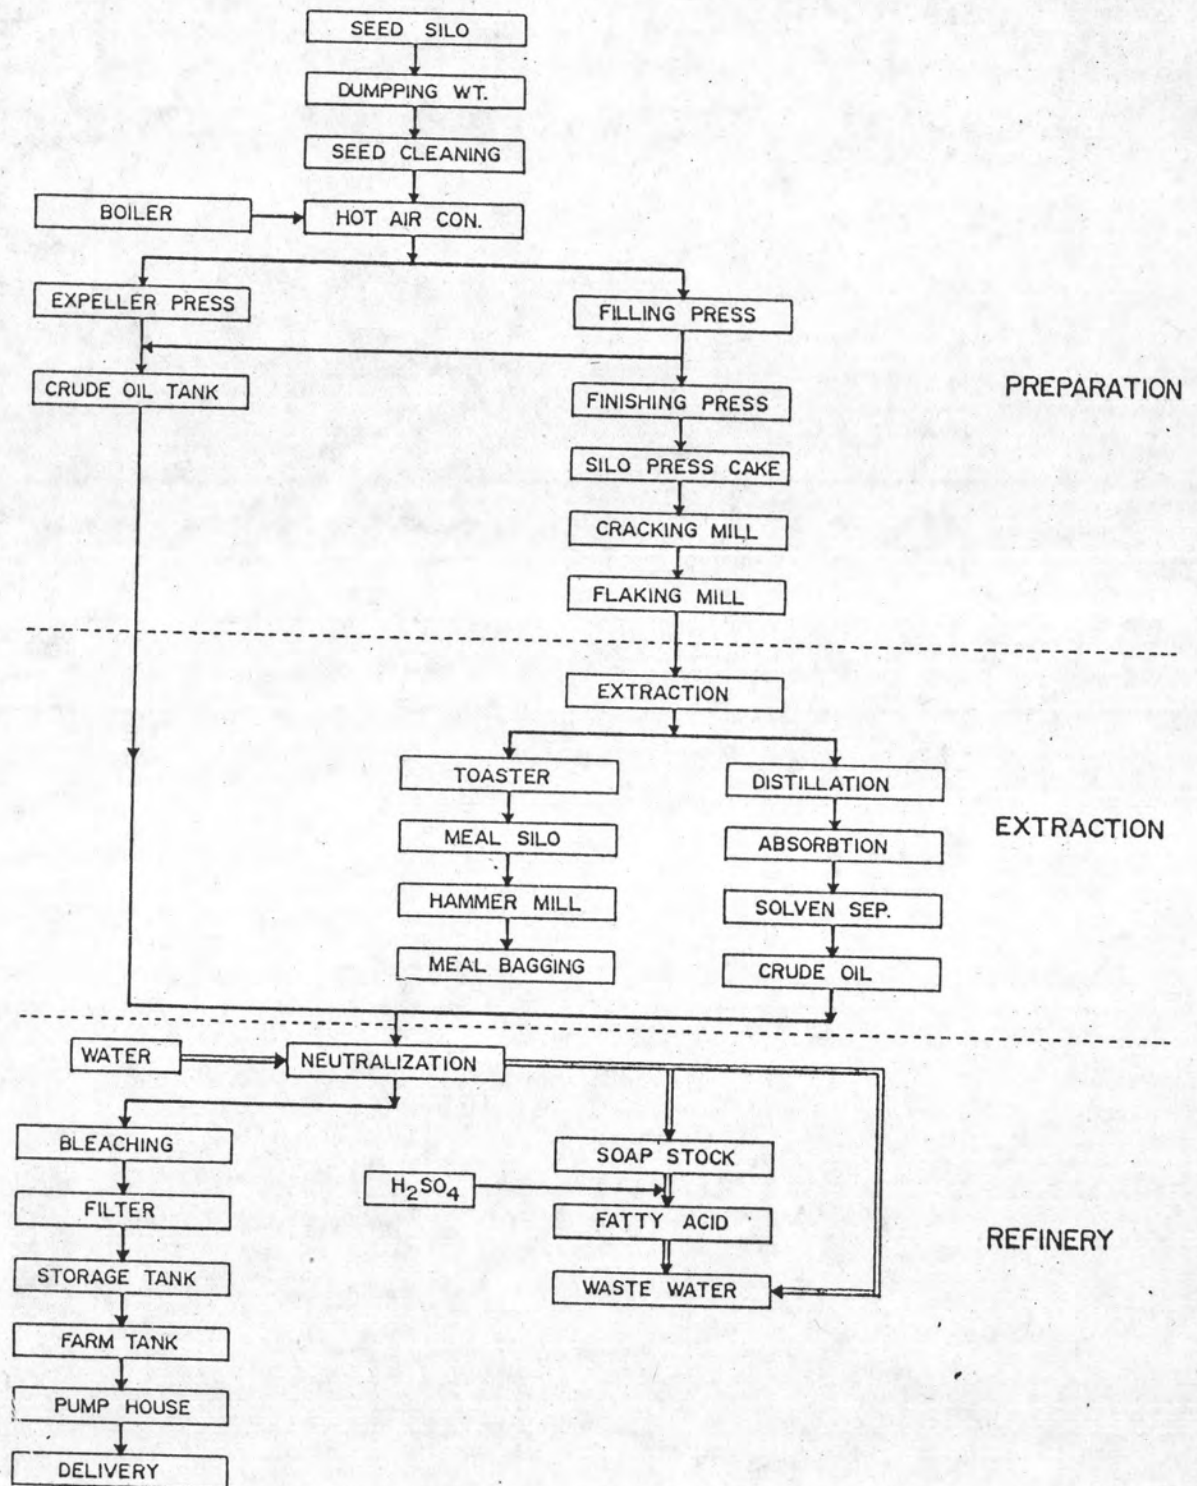 SEED SILO
DUMPPING WT.
SEED CLEANING
BOILER
HOT AIR CON.
EXPELLER PRESS
FILLING PRESS
CRUDE OIL TANK
FINISHING PRESS
PREPARATION
SILO PRESS CAKE
CRACKING MILL
FLAKING MILL
EXTRACTION
TOASTER
DISTILLATION
MEAL SILO
ABSORBTION
EXTRACTION
HAMMER MILL
SOLVEN SEP.
MEAL BAGGING
CRUDE OIL
WATER
NEUTRALIZATION
BLEACHING
SOAP STOCK
H₂SO₄
FILTER
FATTY ACID
REFINERY
STORAGE TANK
WASTE WATER
FARM TANK
PUMP HOUSE
DELIVERY